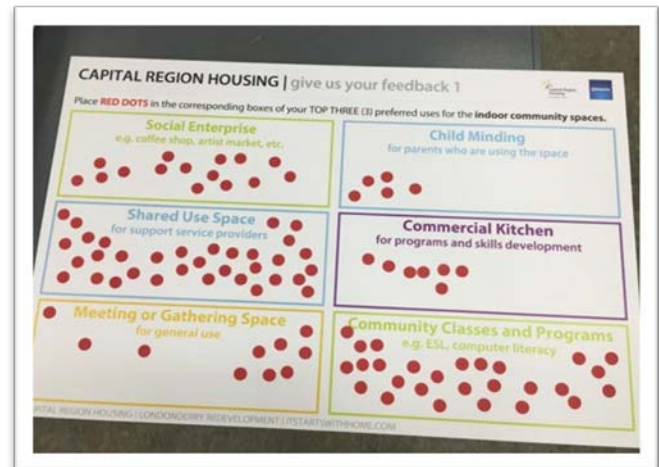 CAPITAL REGION HOUSING | give us your feedback 1
Place RED DOTS in the corresponding boxes of your TOP THREE (3) preferred uses for the indoor community spaces.
Social Enterprise
e.g. coffee shop, artist market, etc.
Child Minding
for parents who are using the space
Shared Use Space
for support service providers
Commercial Kitchen
for programs and skills development
Meeting or Gathering Space
for general use
Community Classes and Programs
e.g. ESL, computer literacy
CAPITAL REGION HOUSING | LONDONDERRY REDEVELOPMENT | ITSTARTSWITHHOME.COM